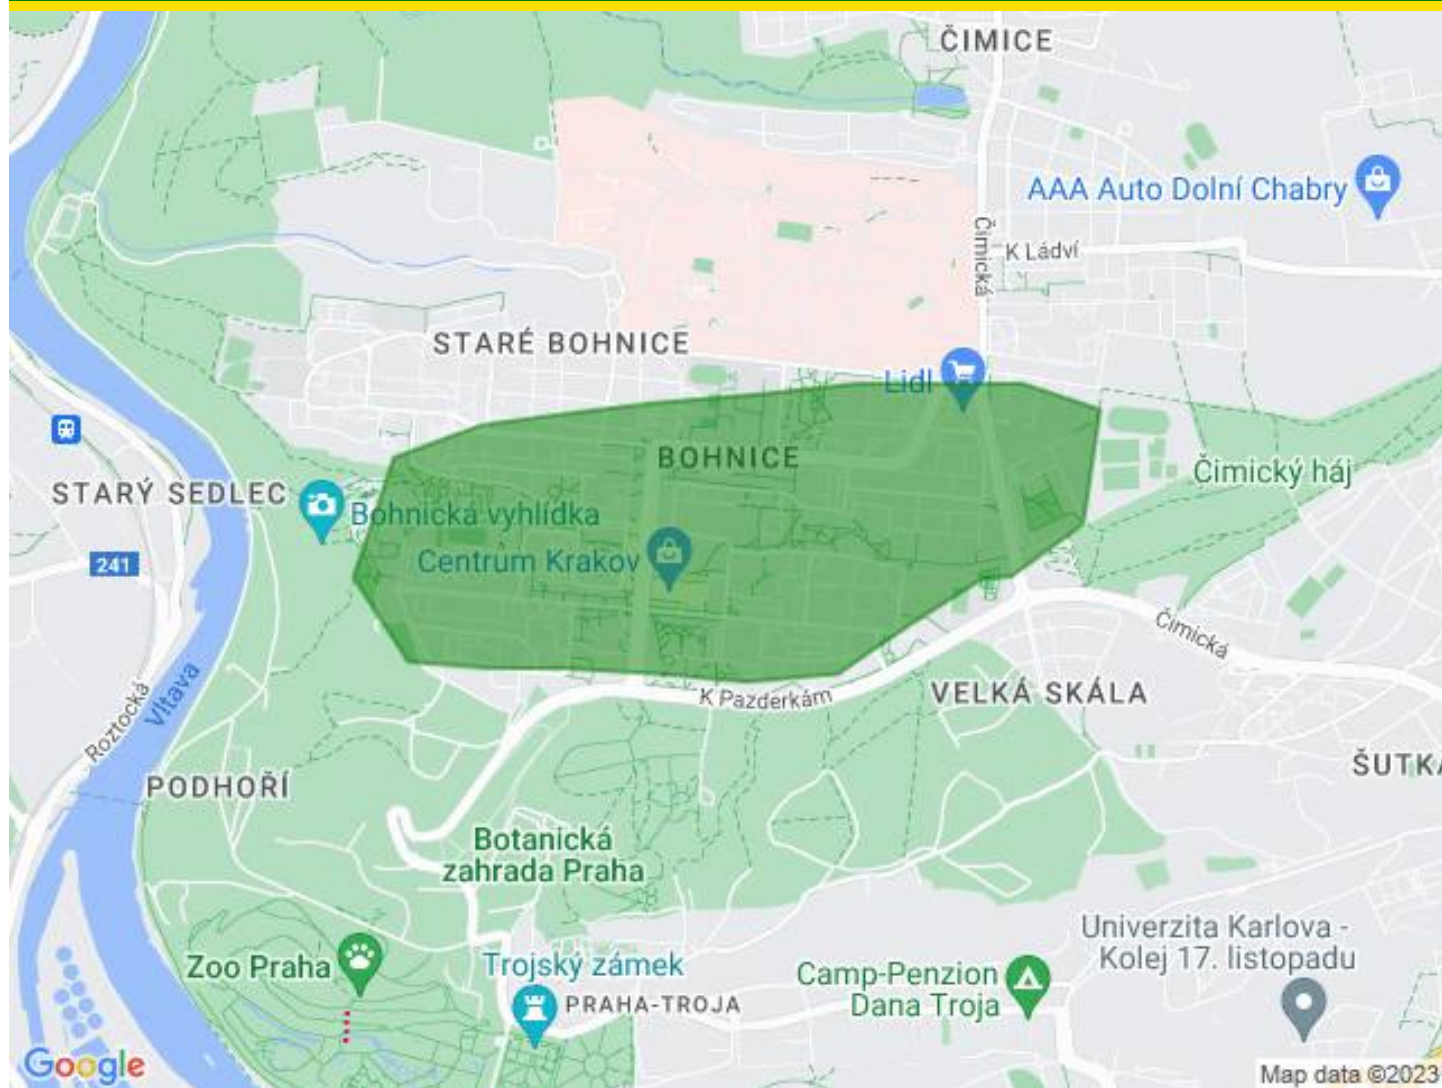 ČIMICE
AAA Auto Dolní Chabry
Čimická
K Ládví
STARÉ BOHNICE
Lidl
BOHNICE
Čimický háj
STARÝ SEDLEC
Bohnická vyhlídka
Centrum Krakov
241
Čimická
Roztocká
Vltava
K Pazderkám
VELKÁ SKÁLA
PODHOŘÍ
ŠUTKA
Botanická
zahrada Praha
Univerzita Karlova -
Kolej 17. listopadu
Zoo Praha
Trojský zámek
Camp-Penzion
Dana Troja
PRAHA-TROJA
Google
Map data ©2023